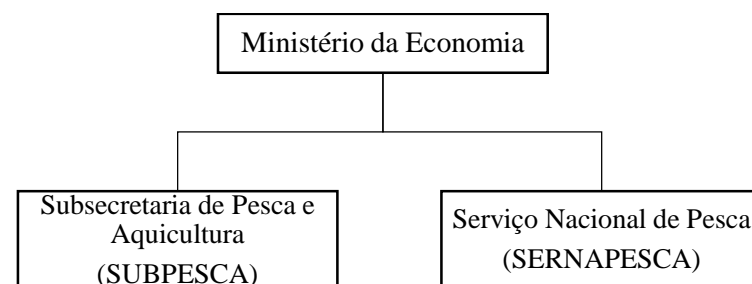 Ministério da Economia
Subsecretaria de Pesca e
Aquicultura
(SUBPESCA)
Serviço Nacional de Pesca
(SERNAPESCA)